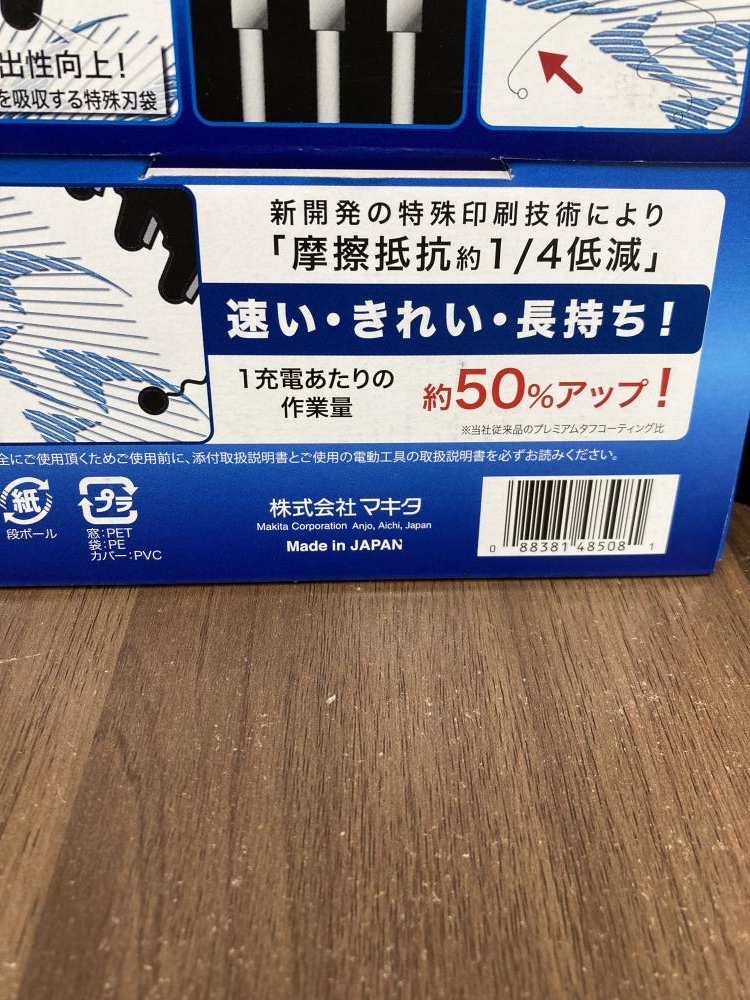 出性向上!
を吸収する特殊刃袋
新開発の特殊印刷技術により
「摩擦抵抗約1/4低減」
速い・きれい・長持ち!
1充電あたりの
作業量
約50%アップ!
※当社従来品のプレミアムタフコーティング比
全にご使用頂くためご使用前に、添付取扱説明書とご使用の電動工具の取扱説明書を必ずお読みください。
紙
段ボール
プラ
窓:PET
袋:PE
カバー:PVC
株式会社マキタ
Makita Corporation Anjo, Aichi, Japan
Made in JAPAN
0 88381 48508 1